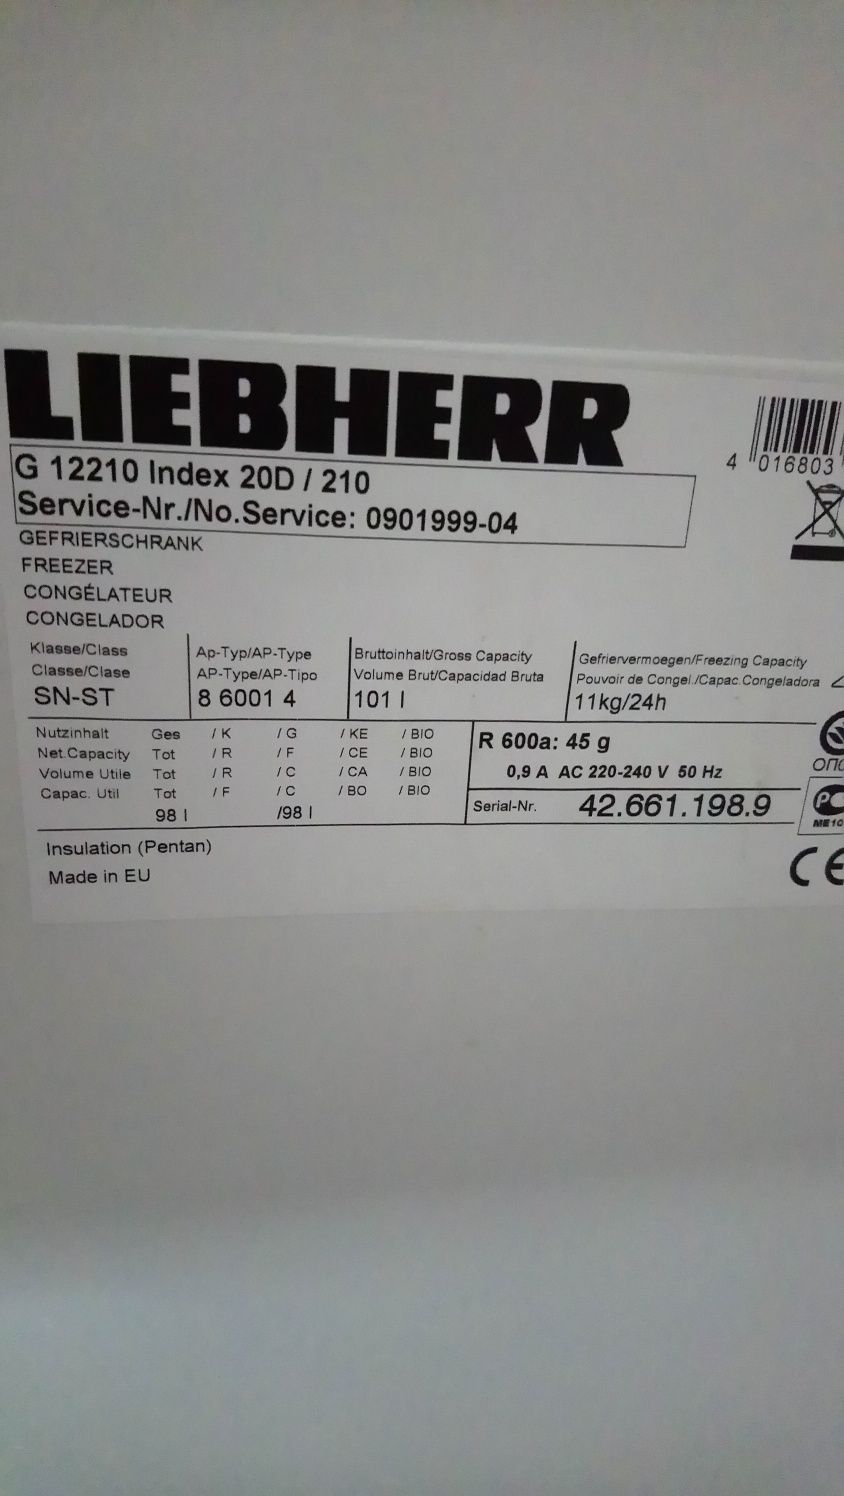 LIEBHERR
G 12210 Index 20D / 210
Service-Nr./No.Service: 0901999-04
4 016803
GEFRIERSCHRANK
FREEZER
CONGÉLATEUR
CONGELADOR
Klasse/Class
Classe/Clase
SN-ST
Ap-Typ/AP-Type
AP-Type/AP-Tipo
8 6001 4
Bruttoinhalt/Gross Capacity
Volume Brut/Capacidad Bruta
101 l
Gefriervermoegen/Freezing Capacity
Pouvoir de Congel./Capac.Congeladora
11kg/24h
Nutzinhalt Ges / K / G / KE / BIO
Net.Capacity Tot / R / F / CE / BIO
Volume Utile Tot / R / C / CA / BIO
Capac. Util Tot / F / C / BO / BIO
98 l /98 l
R 600a: 45 g
0,9 A AC 220-240 V 50 Hz
Serial-Nr. 42.661.198.9
ME10
Insulation (Pentan)
Made in EU
CE